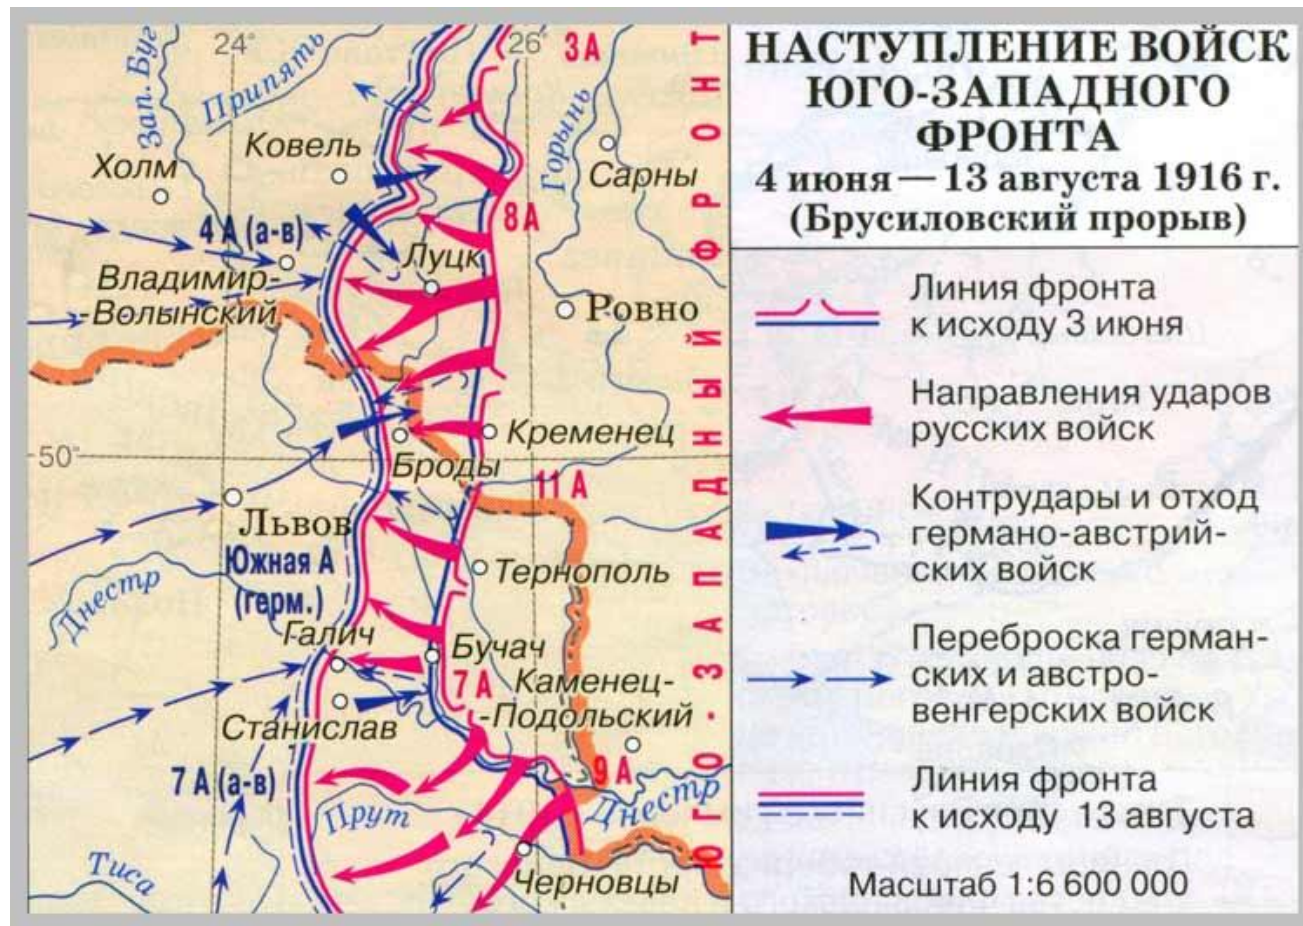 24°
26°
3А
Зап. Буг
Припять
Горынь
Ковель
Холм
Сарны
8А
4 А (а-в)
Луцк
Владимир-
-Волынский
Ровно
Кременец
50°
Броды
11 А
Львов
Южная А
(герм.)
Тернополь
Днестр
Галич
Бучач
7 А
Каменец-
-Подольский
Станислав
7 А (а-в)
9 А
Днестр
Прут
Тиса
Черновцы
ЮГО-ЗАПАДНЫЙ ФРОНТ
НАСТУПЛЕНИЕ ВОЙСК
ЮГО-ЗАПАДНОГО
ФРОНТА
4 июня — 13 августа 1916 г.
(Брусиловский прорыв)
Линия фронта
к исходу 3 июня
Направления ударов
русских войск
Контрудары и отход
германо-австрий-
ских войск
Переброска герман-
ских и австро-
венгерских войск
Линия фронта
к исходу 13 августа
Масштаб 1:6 600 000